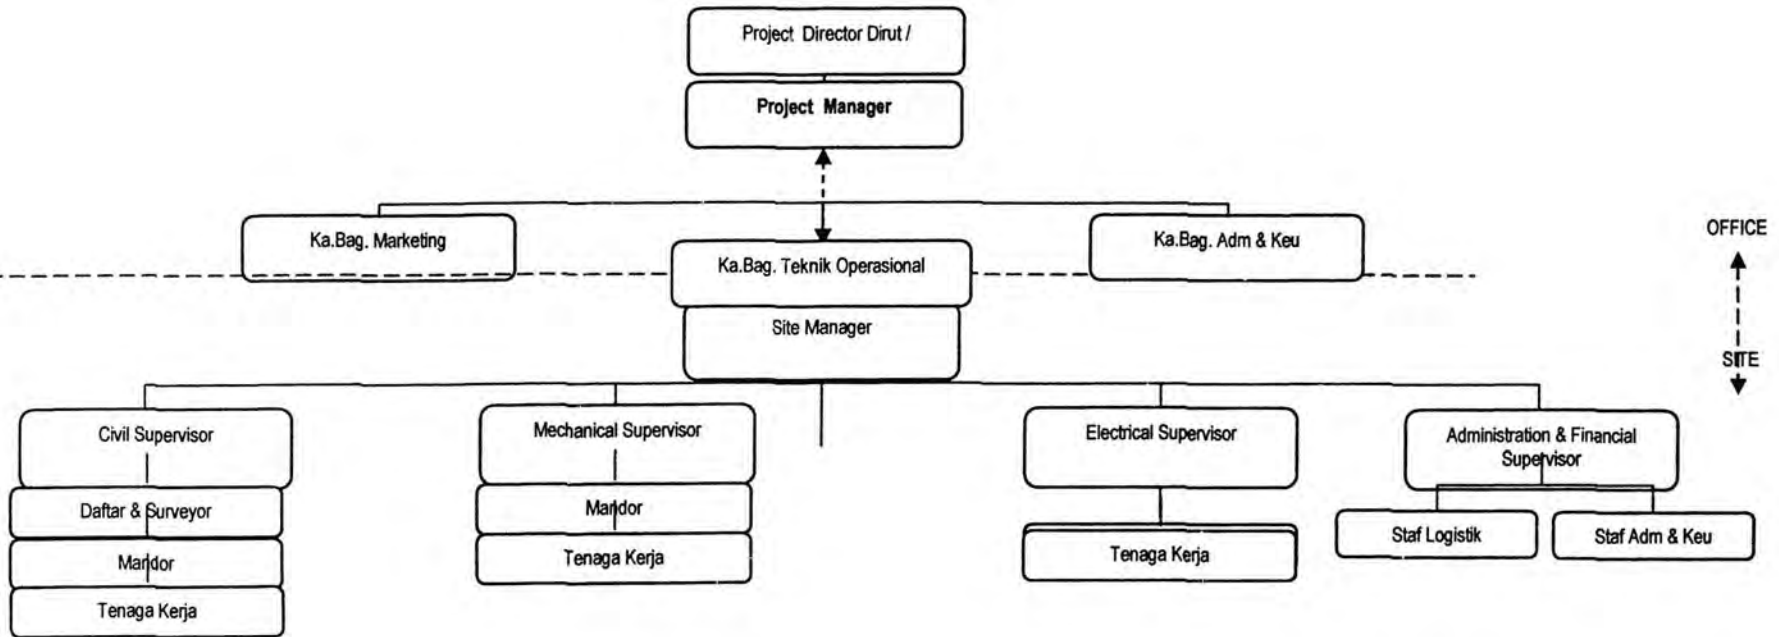 Project Director Dirut /
Project Manager
Ka.Bag. Marketing
Ka.Bag. Adm & Keu
OFFICE
Ka.Bag. Teknik Operasional
Site Manager
SITE
Civil Supervisor
Mechanical Supervisor
Electrical Supervisor
Administration & Financial
Supervisor
Daftar & Surveyor
Mandor
Staf Logistik
Staf Adm & Keu
Mandor
Tenaga Kerja
Tenaga Kerja
Tenaga Kerja